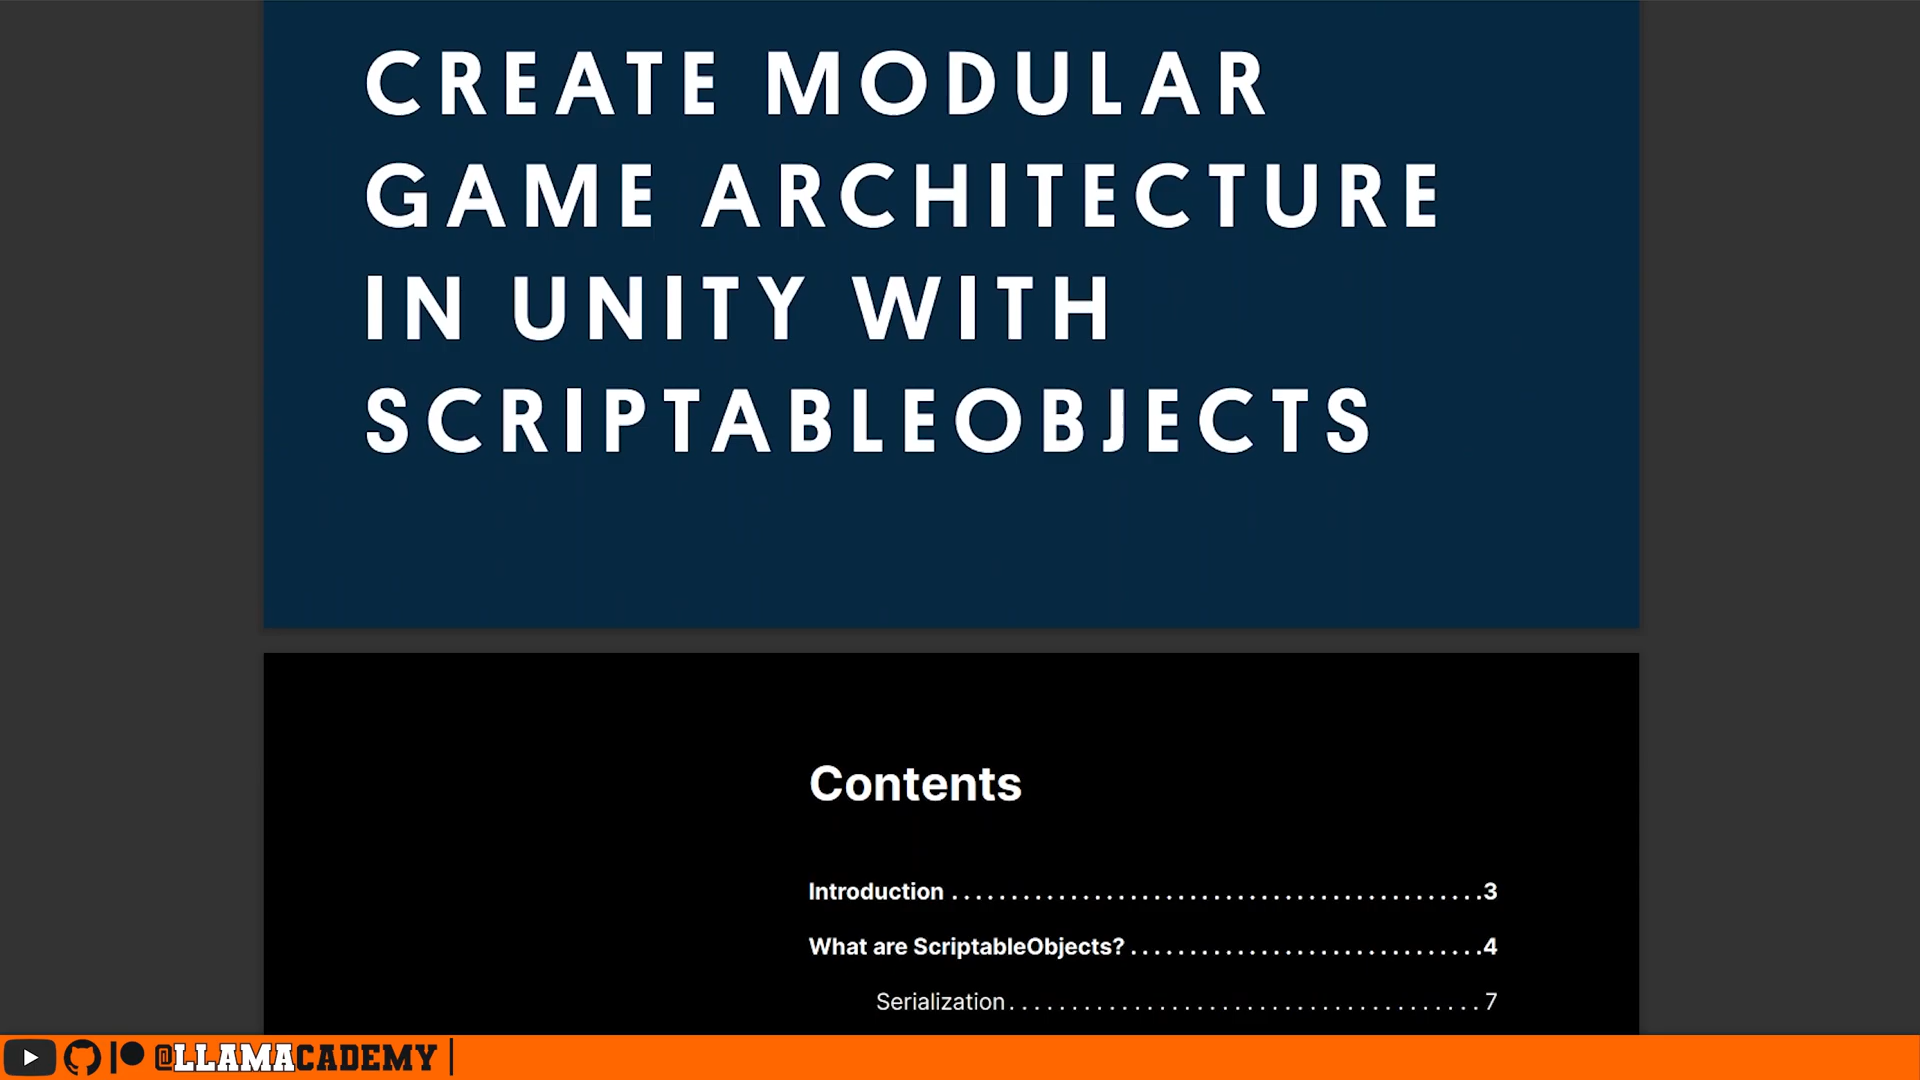 CREATE MODULAR
GAME ARCHITECTURE
IN UNITY WITH
SCRIPTABLEOBJECTS
Contents
Introduction . . . . . . . . . . . . . . . . . . . . . . . . . . . . . . . . . . . . . . . . . . . . .3
What are ScriptableObjects? . . . . . . . . . . . . . . . . . . . . . . . . . . . . . .4
Serialization . . . . . . . . . . . . . . . . . . . . . . . . . . . . . . . . . . . . . . . 7
@LLAMACADEMY |